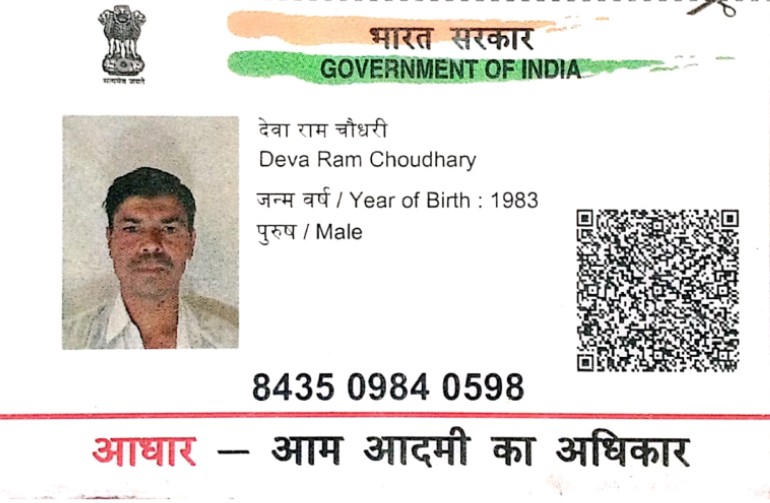 भारत सरकार
GOVERNMENT OF INDIA
सत्यमेव जयते
देवा राम चौधरी
Deva Ram Choudhary
जन्म वर्ष / Year of Birth : 1983
पुरुष / Male
8435 0984 0598
आधार — आम आदमी का अधिकार